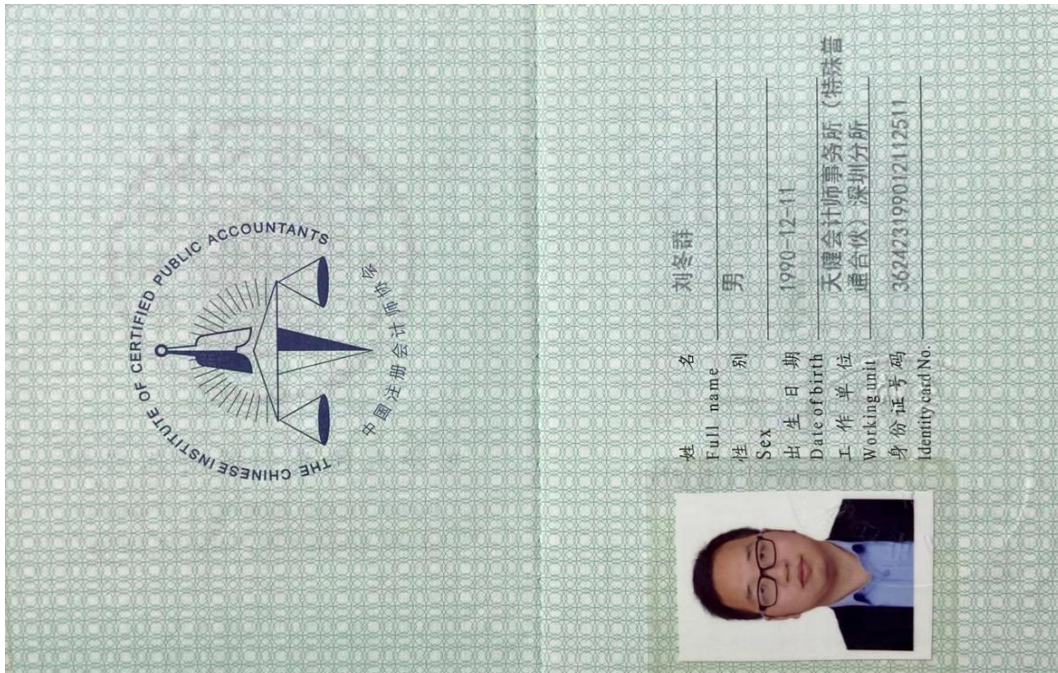 THE CHINESE INSTITUTE OF CERTIFIED PUBLIC ACCOUNTANTS
中国注册会计师协会
姓名 刘冬群
Full name
性别 男
Sex
出生日期 1990-12-11
Date of birth
工作单位 天健会计师事务所（特殊普
通合伙）深圳分所
Working unit
身份证号码 362423199012112511
Identity card No.